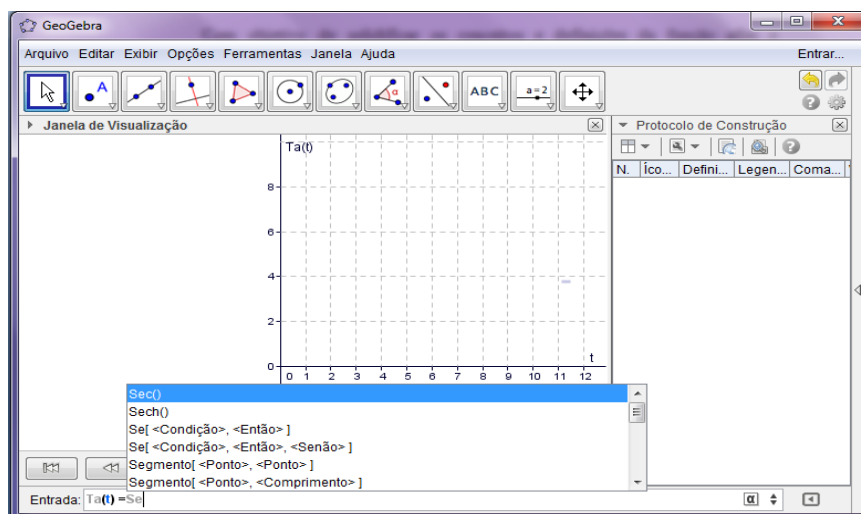 GeoGebra
Arquivo Editar Exibir Opções Ferramentas Janela Ajuda Entrar...
A α ABC a=2
Janela de Visualização
Protocolo de Construção
N. Íco... Defini... Legen... Coma...
Ta(t)
8
6
4
2
0
t
0 1 2 3 4 5 6 7 8 9 10 11 12
Sec()
Sech()
Se[ <Condição>, <Então> ]
Se[ <Condição>, <Então>, <Senão> ]
Segmento[ <Ponto>, <Ponto> ]
Segmento[ <Ponto>, <Comprimento> ]
Entrada: Ta(t) =Se
α